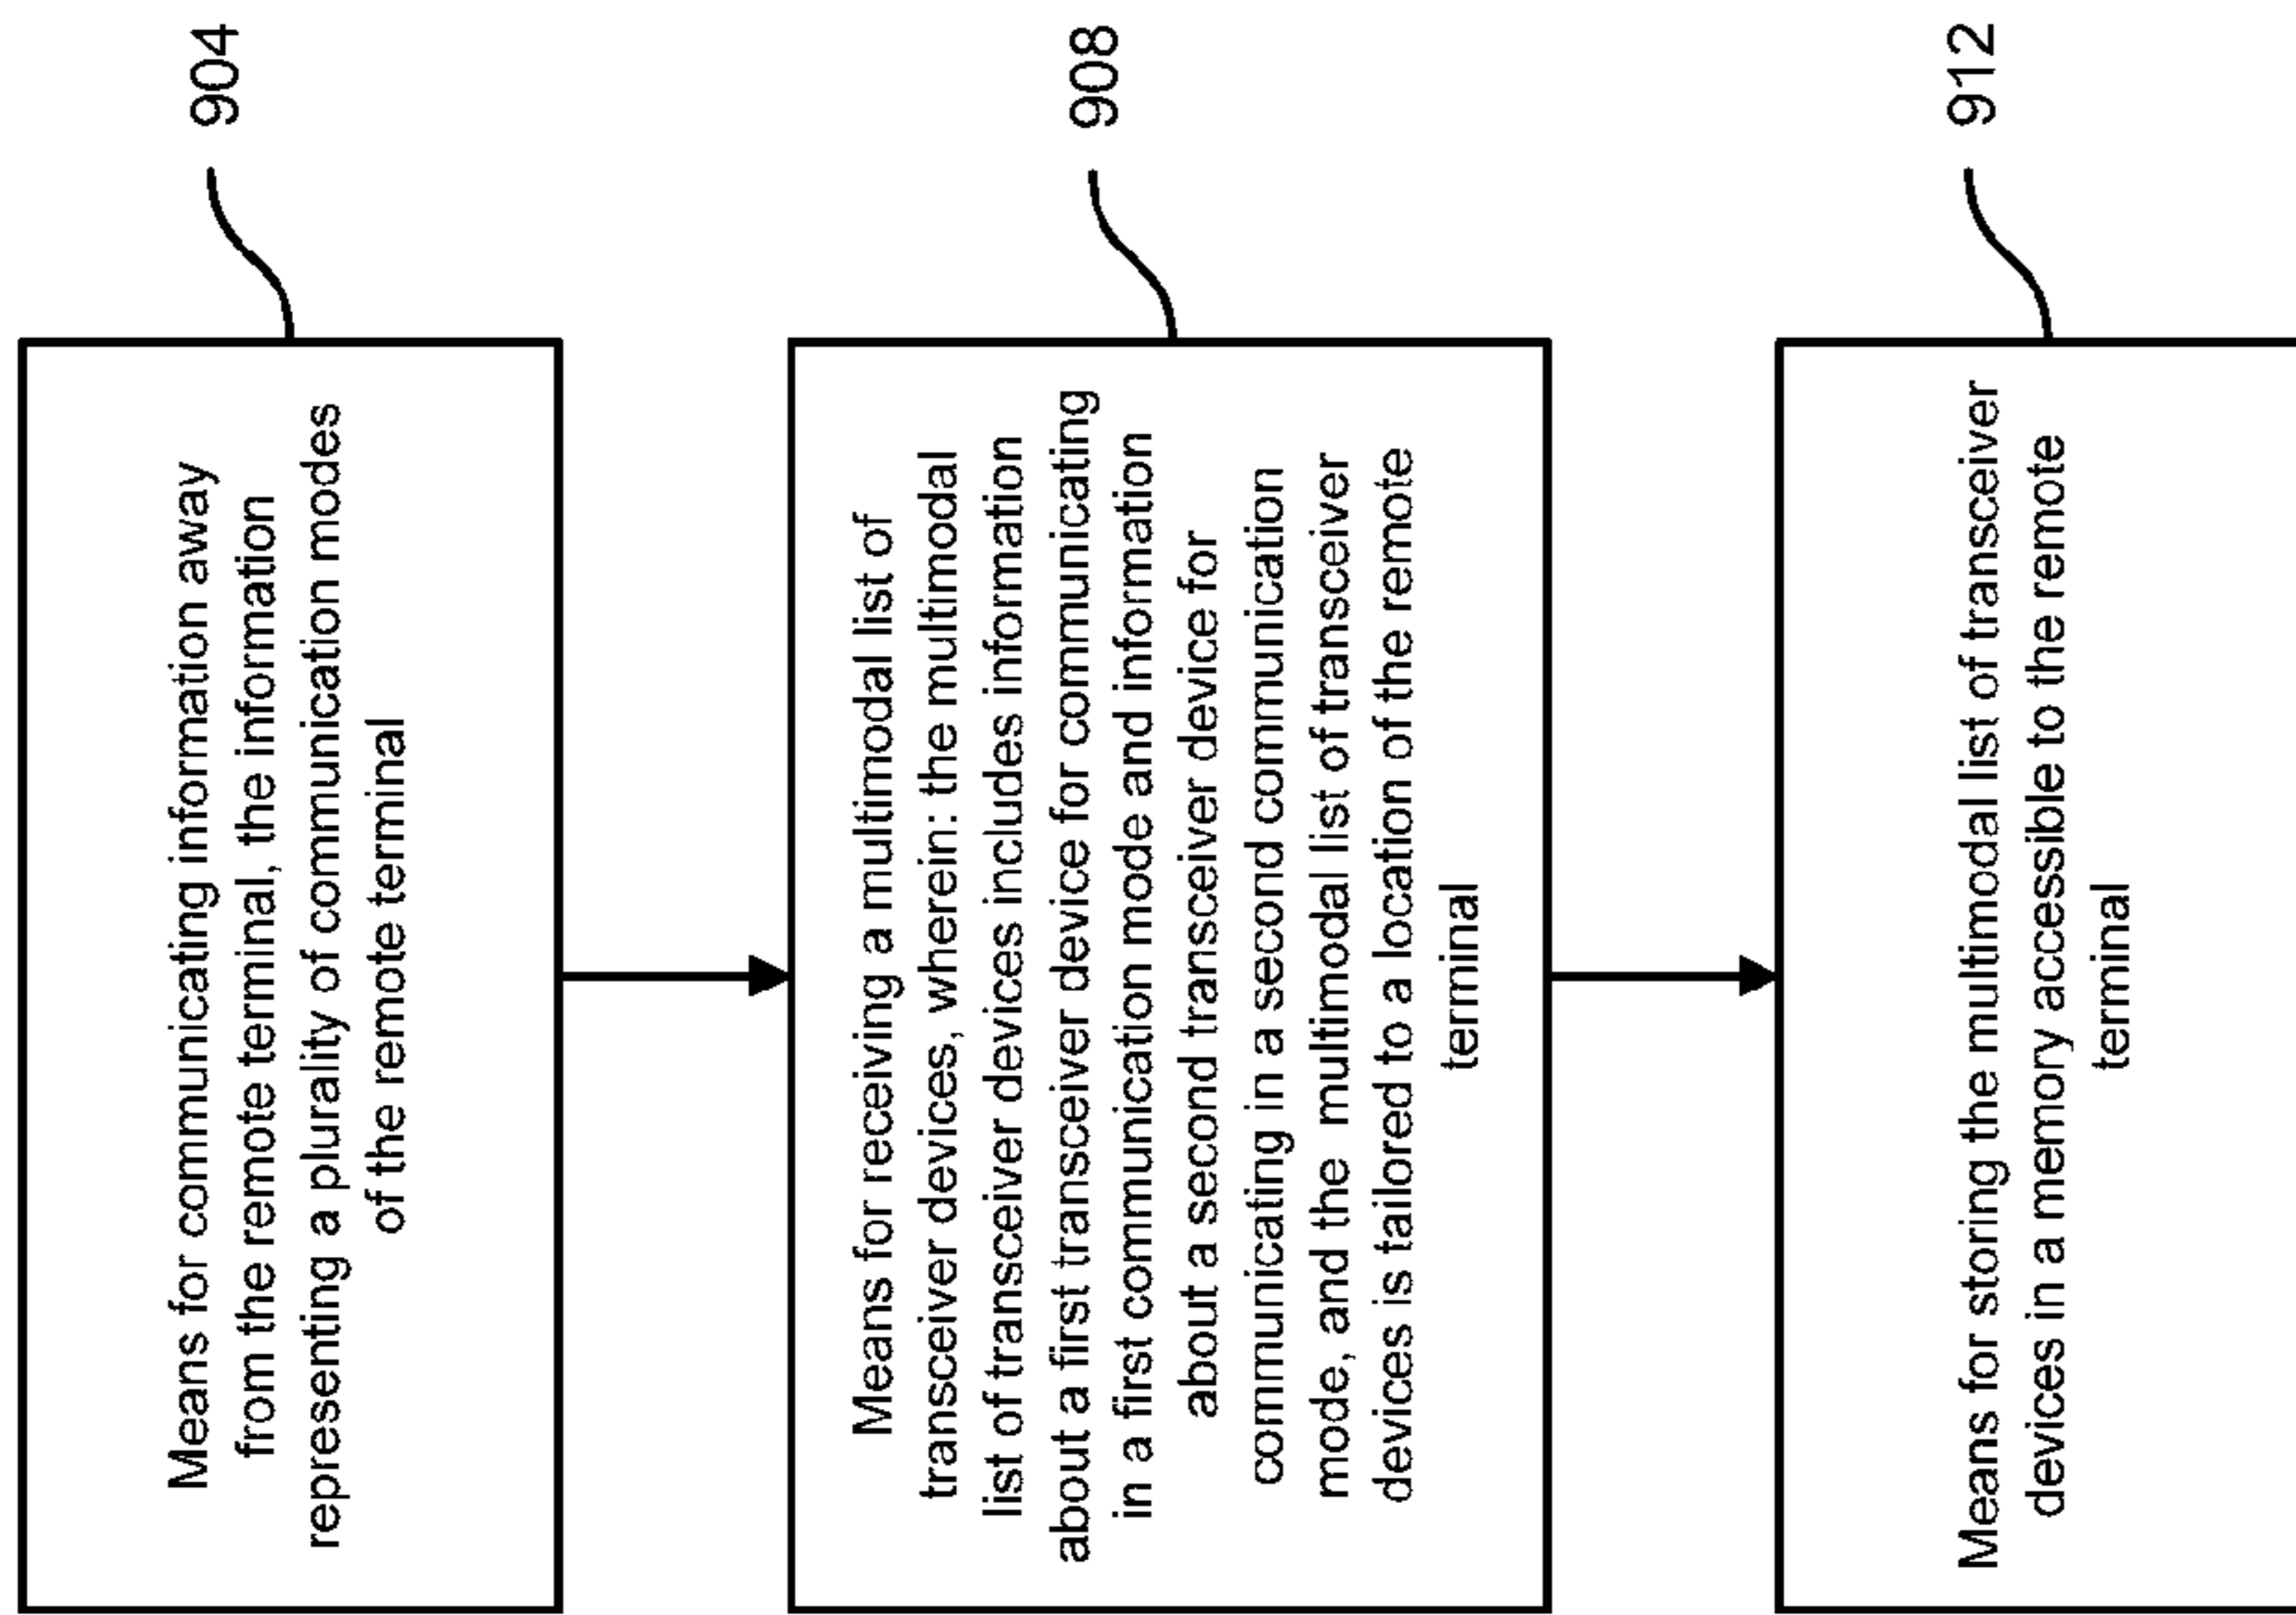 904
Means for communicating information away
from the remote terminal, the information
representing a plurality of communication modes
of the remote terminal
908
Means for receiving a multimodal list of
transceiver devices, wherein: the multimodal
list of transceiver devices includes information
about a first transceiver device for communicating
in a first communication mode and information
about a second transceiver device for
communicating in a second communication
mode, and the multimodal list of transceiver
devices is tailored to a location of the remote
terminal
912
Means for storing the multimodal list of transceiver
devices in a memory accessible to the remote
terminal